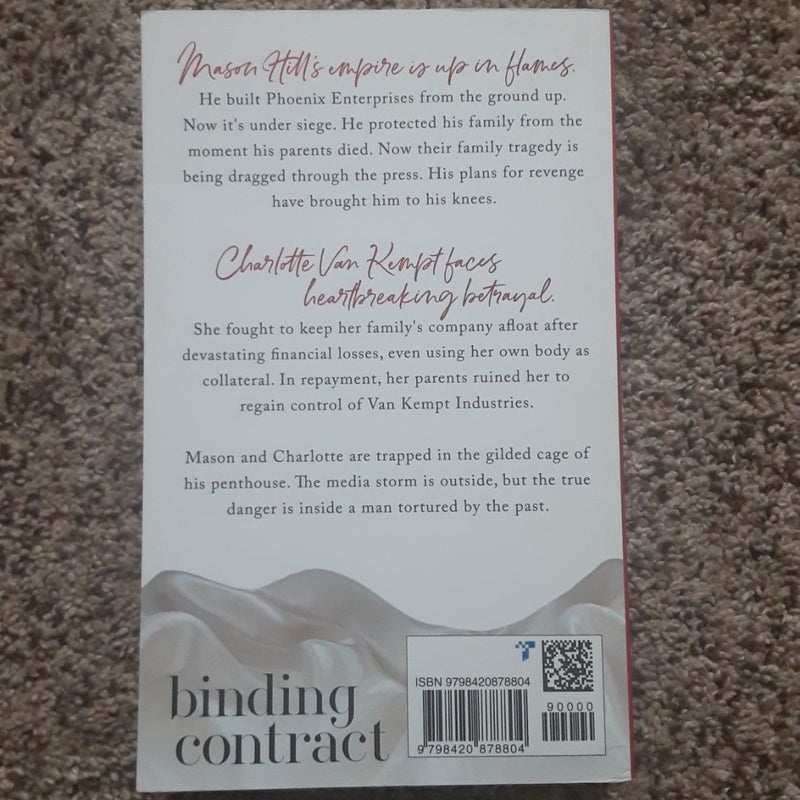 Mason Hill's empire is up in flames.
He built Phoenix Enterprises from the ground up.
Now it's under siege. He protected his family from the
moment his parents died. Now their family tragedy is
being dragged through the press. His plans for revenge
have brought him to his knees.
Charlotte Van Kempt faces
heartbreaking betrayal.
She fought to keep her family's company afloat after
devastating financial losses, even using her own body as
collateral. In repayment, her parents ruined her to
regain control of Van Kempt Industries.
Mason and Charlotte are trapped in the gilded cage of
his penthouse. The media storm is outside, but the true
danger is inside a man tortured by the past.
binding
contract
ISBN 9798420878804
90000
9 798420 878804